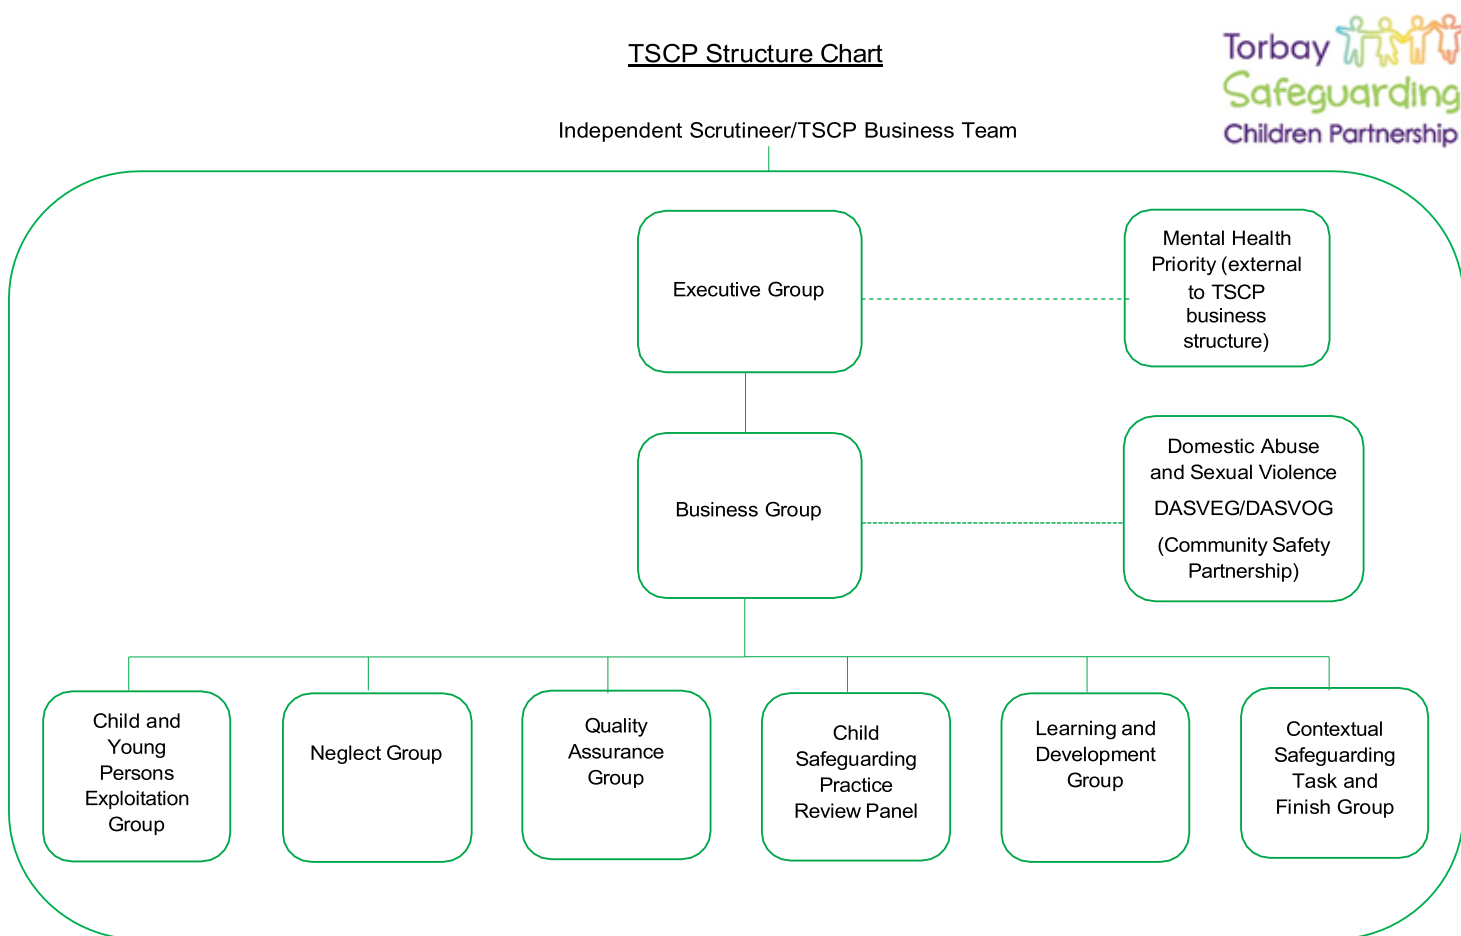 TSCP Structure Chart
Torbay
Safeguarding
Children Partnership
Independent Scrutineer/TSCP Business Team
Executive Group
Mental Health
Priority (external
to TSCP
business
structure)
Business Group
Domestic Abuse
and Sexual Violence
DASVEG/DASVOG
(Community Safety
Partnership)
Child and
Young
Persons
Exploitation
Group
Neglect Group
Quality
Assurance
Group
Child
Safeguarding
Practice
Review Panel
Learning and
Development
Group
Contextual
Safeguarding
Task and
Finish Group